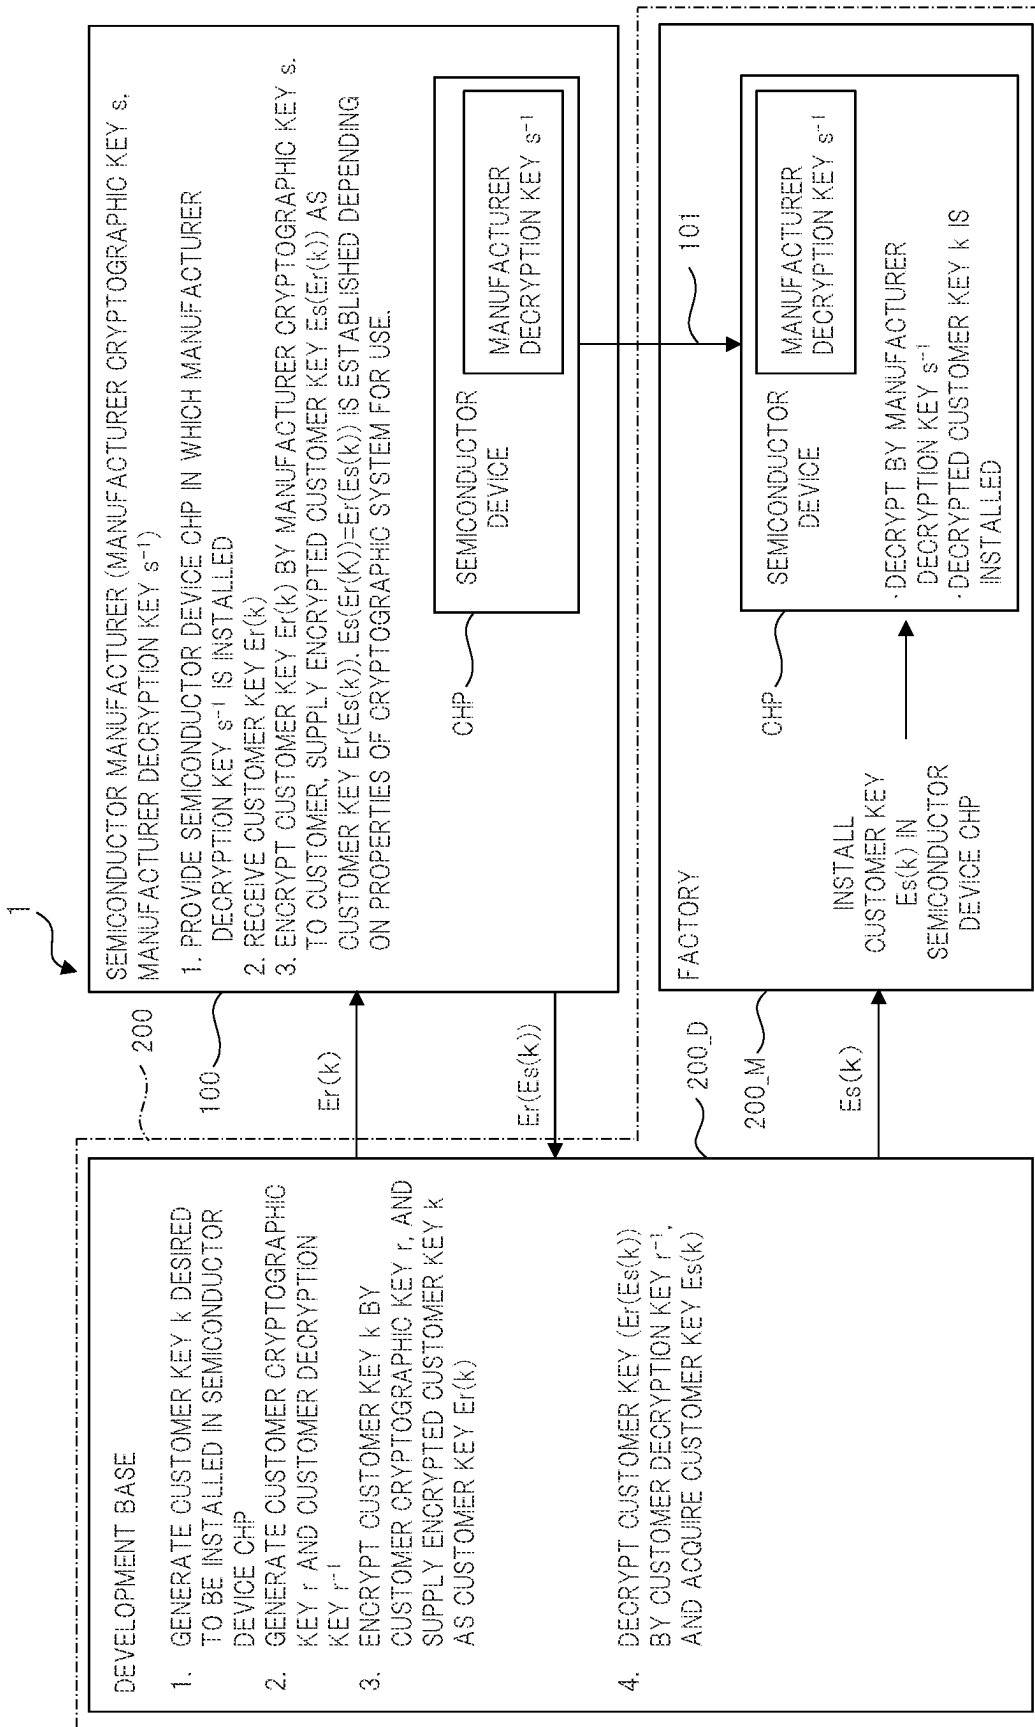 1
200
DEVELOPMENT BASE
1. GENERATE CUSTOMER KEY k DESIRED
TO BE INSTALLED IN SEMICONDUCTOR
DEVICE CHP
2. GENERATE CUSTOMER CRYPTOGRAPHIC
KEY r AND CUSTOMER DECRYPTION
KEY r⁻¹
3. ENCRYPT CUSTOMER KEY k BY
CUSTOMER CRYPTOGRAPHIC KEY r, AND
SUPPLY ENCRYPTED CUSTOMER KEY k
AS CUSTOMER KEY Er(k)
4. DECRYPT CUSTOMER KEY (Er(Es(k))
BY CUSTOMER DECRYPTION KEY r⁻¹,
AND ACQUIRE CUSTOMER KEY Es(k)
100
Er(k)
Er(Es(k))
200_D
200_M
Es(k)
SEMICONDUCTOR MANUFACTURER (MANUFACTURER CRYPTOGRAPHIC KEY s,
MANUFACTURER DECRYPTION KEY s⁻¹)
1. PROVIDE SEMICONDUCTOR DEVICE CHP IN WHICH MANUFACTURER
DECRYPTION KEY s⁻¹ IS INSTALLED
2. RECEIVE CUSTOMER KEY Er(k)
3. ENCRYPT CUSTOMER KEY Er(k) BY MANUFACTURER CRYPTOGRAPHIC KEY s.
TO CUSTOMER, SUPPLY ENCRYPTED CUSTOMER KEY Es(Er(k)) AS
CUSTOMER KEY Er(Es(k)). Es(Er(K))=Er(Es(k)) IS ESTABLISHED DEPENDING
ON PROPERTIES OF CRYPTOGRAPHIC SYSTEM FOR USE.
CHP
SEMICONDUCTOR
DEVICE
MANUFACTURER
DECRYPTION KEY s⁻¹
101
FACTORY
INSTALL
CUSTOMER KEY
Es(k) IN
SEMICONDUCTOR
DEVICE CHP
CHP
SEMICONDUCTOR
DEVICE
MANUFACTURER
DECRYPTION KEY s⁻¹
·DECRYPT BY MANUFACTURER
DECRYPTION KEY s⁻¹
·DECRYPTED CUSTOMER KEY k IS
INSTALLED